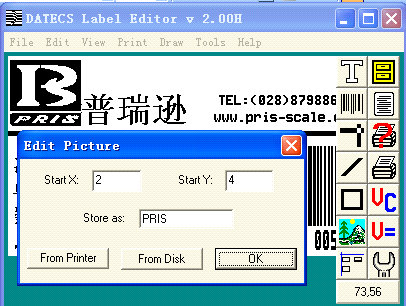 DATECS Label Editor v 2.00H
File Edit View Print Draw Tools Help
PRIS
普瑞逊
TEL:(028)879886
www.pris-scale.
Edit Picture
Start X: 2 Start Y: 4
Store as: PRIS
From Printer From Disk OK
005
T
?
VC
V=
73,56